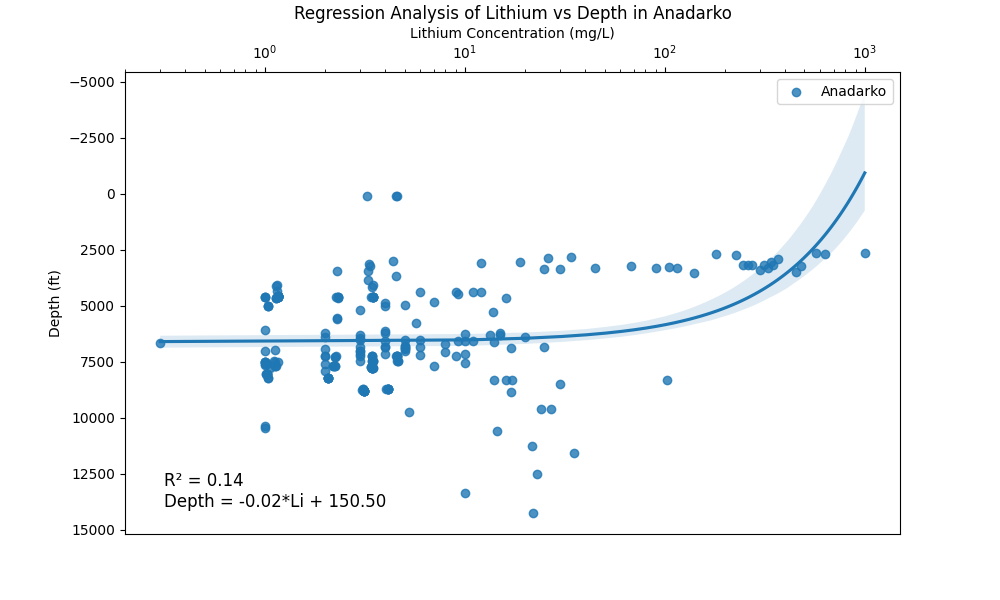 Regression Analysis of Lithium vs Depth in Anadarko
Lithium Concentration (mg/L)
10⁰ 10¹ 10² 10³
Anadarko
Depth (ft)
−5000
−2500
0
2500
5000
7500
10000
12500
15000
R² = 0.14
Depth = -0.02*Li + 150.50